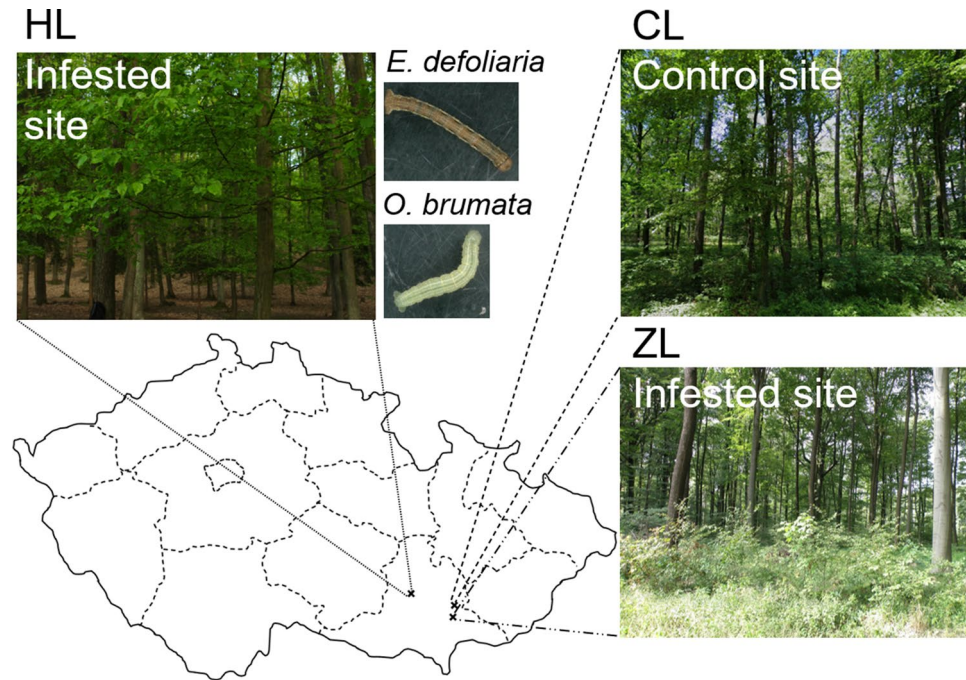 HL
Infested
site
E. defoliaria
O. brumata
CL
Control site
ZL
Infested site